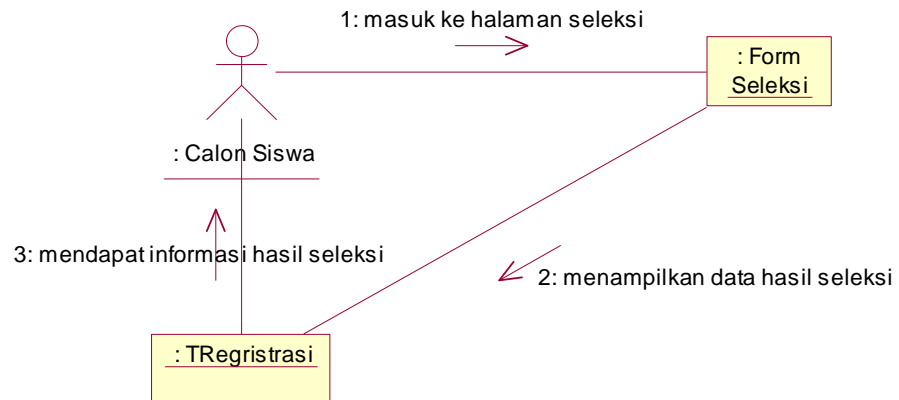 1: masuk ke halaman seleksi
: Form
Seleksi
: Calon Siswa
3: mendapat informasi hasil seleksi
2: menampilkan data hasil seleksi
: TRegristrasi